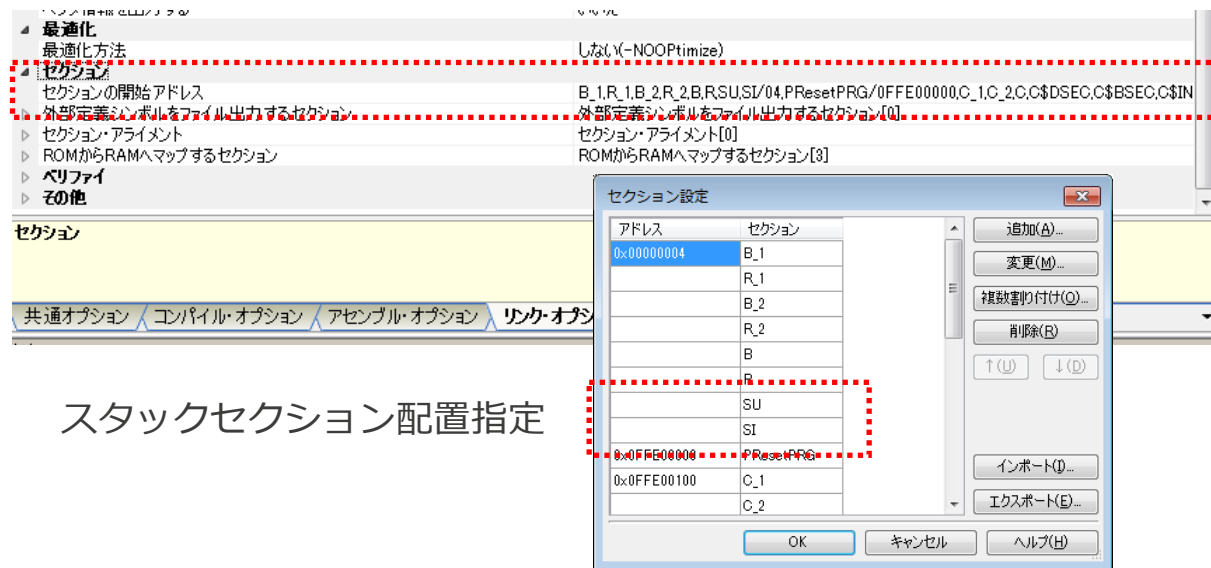 最適化
最適化方法 しない(-NOOPtimize)
セクション
セクションの開始アドレス B_1,R_1,B_2,R_2,B,R,SU,SI/04,PResetPRG/0FFE00000,C_1,C_2,C,C$DSEC,C$BSEC,C$IN
外部定義シンボルをファイル出力するセクション 外部定義シンボルをファイル出力するセクション[0]
セクション・アライメント セクション・アライメント[0]
ROMからRAMへマップするセクション ROMからRAMへマップするセクション[3]
ベリファイ
その他
セクション
共通オプション コンパイル・オプション アセンブル・オプション リンク・オプシ
スタックセクション配置指定
セクション設定
アドレス セクション
0x00000004 B_1
R_1
B_2
R_2
B
R
SU
SI
0x0FFE00000 PResetPRG
0x0FFE00100 C_1
C_2
追加(A)...
変更(M)...
複数割り付け(O)...
削除(R)
↑(U) ↓(D)
インポート(I)...
エクスポート(E)...
OK キャンセル ヘルプ(H)